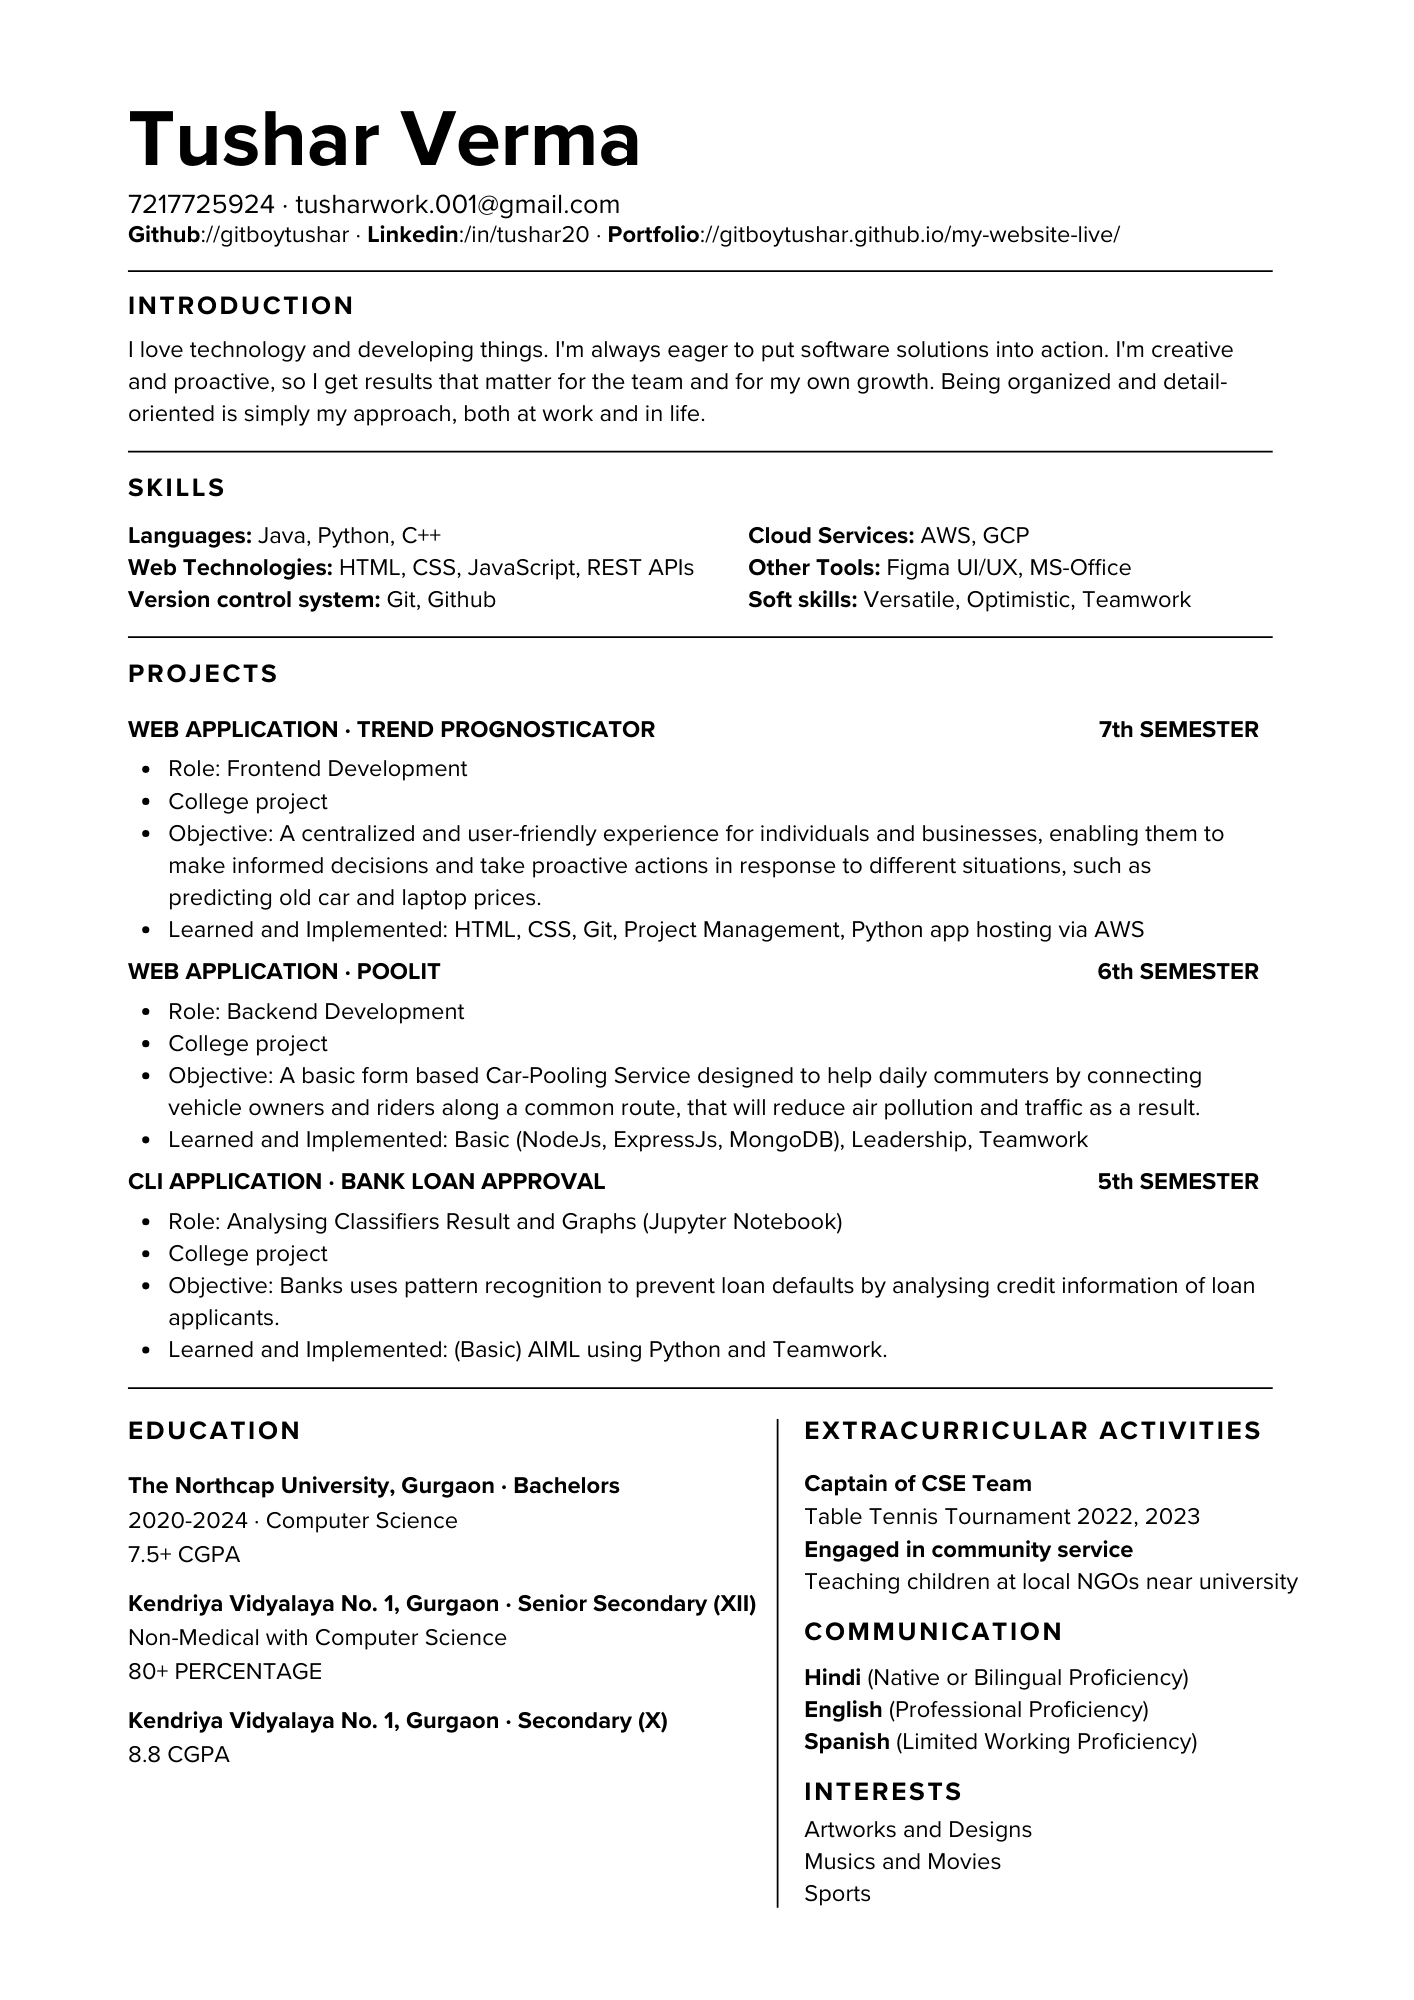 Tushar Verma
7217725924 · tusharwork.001@gmail.com
Github://gitboytushar · Linkedin:/in/tushar20 · Portfolio://gitboytushar.github.io/my-website-live/
INTRODUCTION
I love technology and developing things. I'm always eager to put software solutions into action. I'm creative
and proactive, so I get results that matter for the team and for my own growth. Being organized and detail-
oriented is simply my approach, both at work and in life.
SKILLS
Languages: Java, Python, C++
Web Technologies: HTML, CSS, JavaScript, REST APIs
Version control system: Git, Github
Cloud Services: AWS, GCP
Other Tools: Figma UI/UX, MS-Office
Soft skills: Versatile, Optimistic, Teamwork
PROJECTS
WEB APPLICATION · TREND PROGNOSTICATOR 7th SEMESTER
• Role: Frontend Development
• College project
• Objective: A centralized and user-friendly experience for individuals and businesses, enabling them to
make informed decisions and take proactive actions in response to different situations, such as
predicting old car and laptop prices.
• Learned and Implemented: HTML, CSS, Git, Project Management, Python app hosting via AWS
WEB APPLICATION · POOLIT 6th SEMESTER
• Role: Backend Development
• College project
• Objective: A basic form based Car-Pooling Service designed to help daily commuters by connecting
vehicle owners and riders along a common route, that will reduce air pollution and traffic as a result.
• Learned and Implemented: Basic (NodeJs, ExpressJs, MongoDB), Leadership, Teamwork
CLI APPLICATION · BANK LOAN APPROVAL 5th SEMESTER
• Role: Analysing Classifiers Result and Graphs (Jupyter Notebook)
• College project
• Objective: Banks uses pattern recognition to prevent loan defaults by analysing credit information of loan
applicants.
• Learned and Implemented: (Basic) AIML using Python and Teamwork.
EDUCATION
The Northcap University, Gurgaon · Bachelors
2020-2024 · Computer Science
7.5+ CGPA
Kendriya Vidyalaya No. 1, Gurgaon · Senior Secondary (XII)
Non-Medical with Computer Science
80+ PERCENTAGE
Kendriya Vidyalaya No. 1, Gurgaon · Secondary (X)
8.8 CGPA
EXTRACURRICULAR ACTIVITIES
Captain of CSE Team
Table Tennis Tournament 2022, 2023
Engaged in community service
Teaching children at local NGOs near university
COMMUNICATION
Hindi (Native or Bilingual Proficiency)
English (Professional Proficiency)
Spanish (Limited Working Proficiency)
INTERESTS
Artworks and Designs
Musics and Movies
Sports